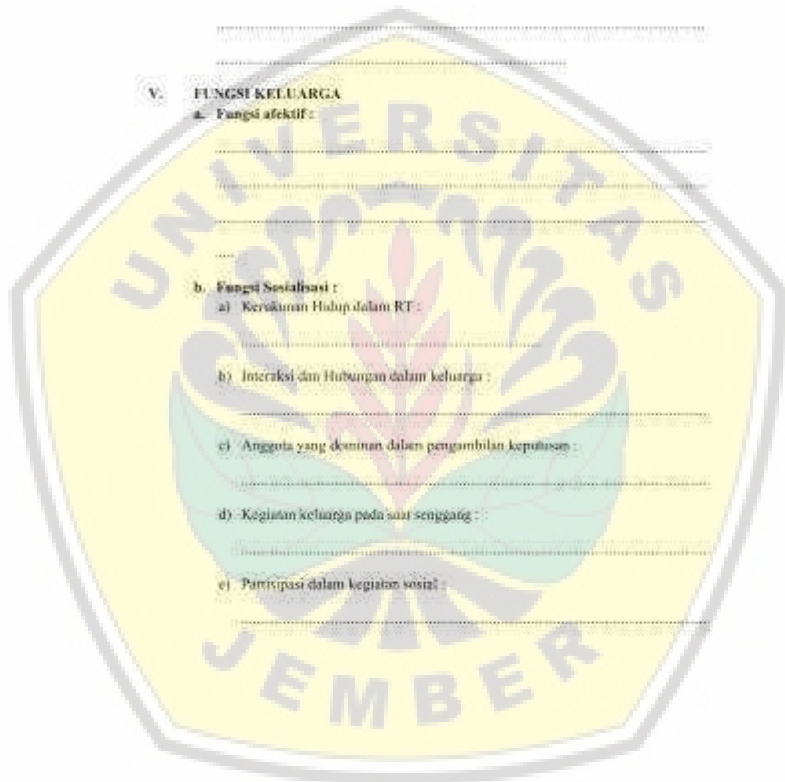 V. FUNGSI KELUARGA
a. Fungsi afektif :
b. Fungsi Sosialisasi :
a) Kerukunan Hidup dalam RT :
b) Interaksi dan Hubungan dalam keluarga :
c) Anggota yang dominan dalam pengambilan keputusan :
d) Kegiatan keluarga pada saat senggang :
e) Partisipasi dalam kegiatan sosial :
UNIVERSITAS
JEMBER